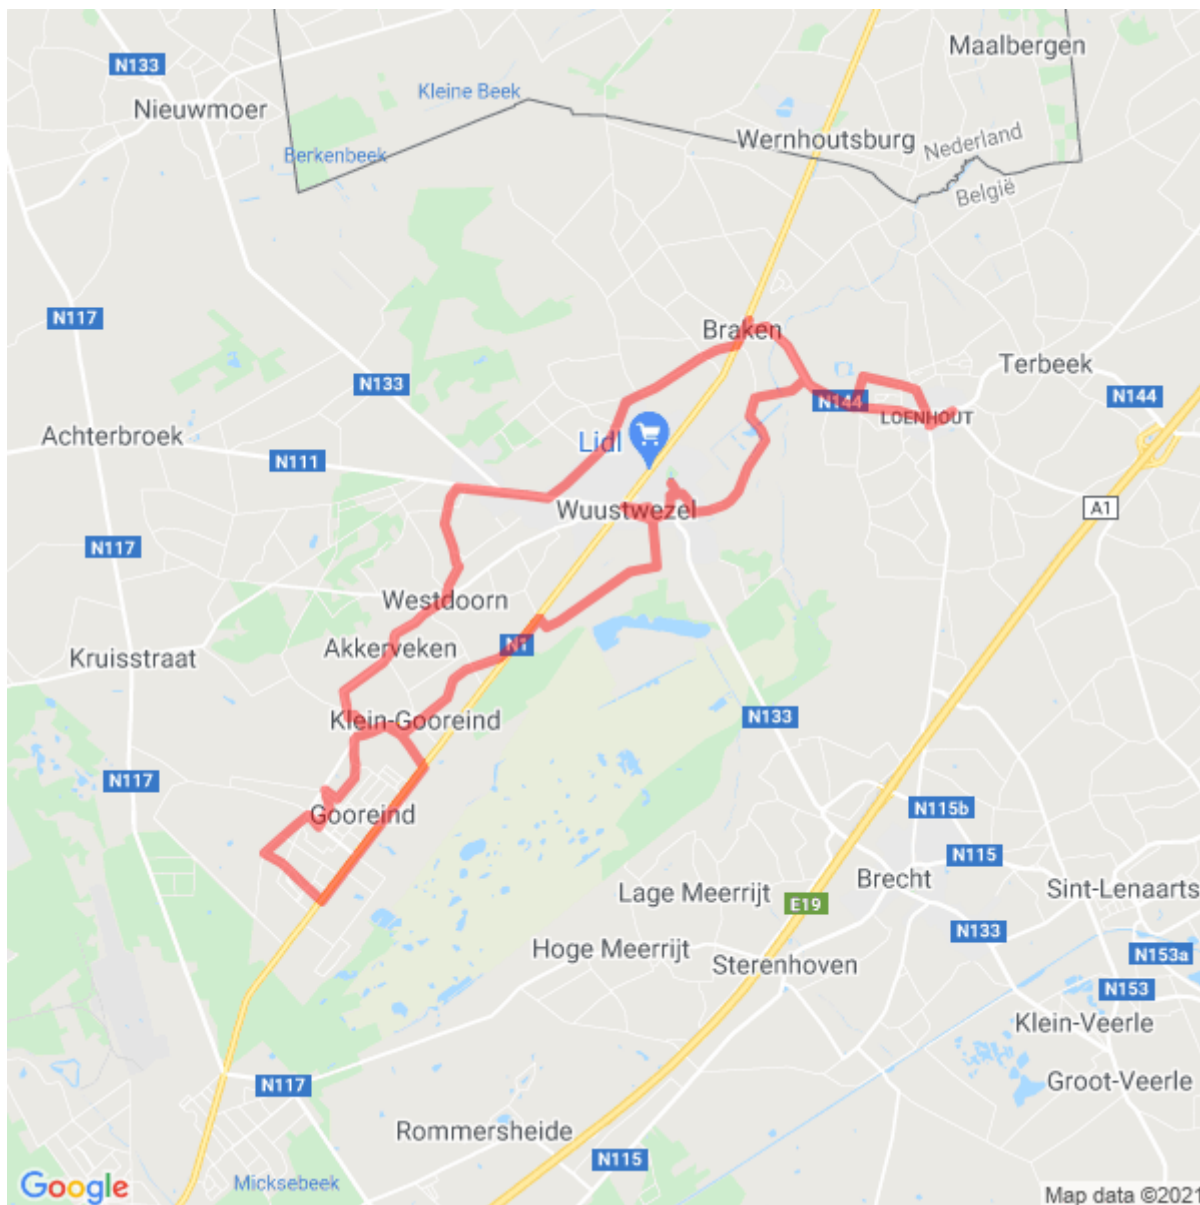 Maalbergen
N133
Kleine Beek
Nieuwmoer
Wernhoutsburg
Nederland
Berkenbeek
België
N117
Braken
Terbeek
N133
N144
N144
LOENHOUT
Achterbroek
Lidl
N111
A1
Wuustwezel
N117
Westdoorn
N1
Akkerveken
Kruisstraat
Klein-Gooreind
N133
N117
N115b
Gooreind
N115
Brecht
Lage Meerrijt
Sint-Lenaarts
E19
N133
Hoge Meerrijt
N153a
Sterenhoven
N153
Klein-Veerle
N117
Groot-Veerle
Rommersheide
N115
Google
Micksebeek
Map data ©2021